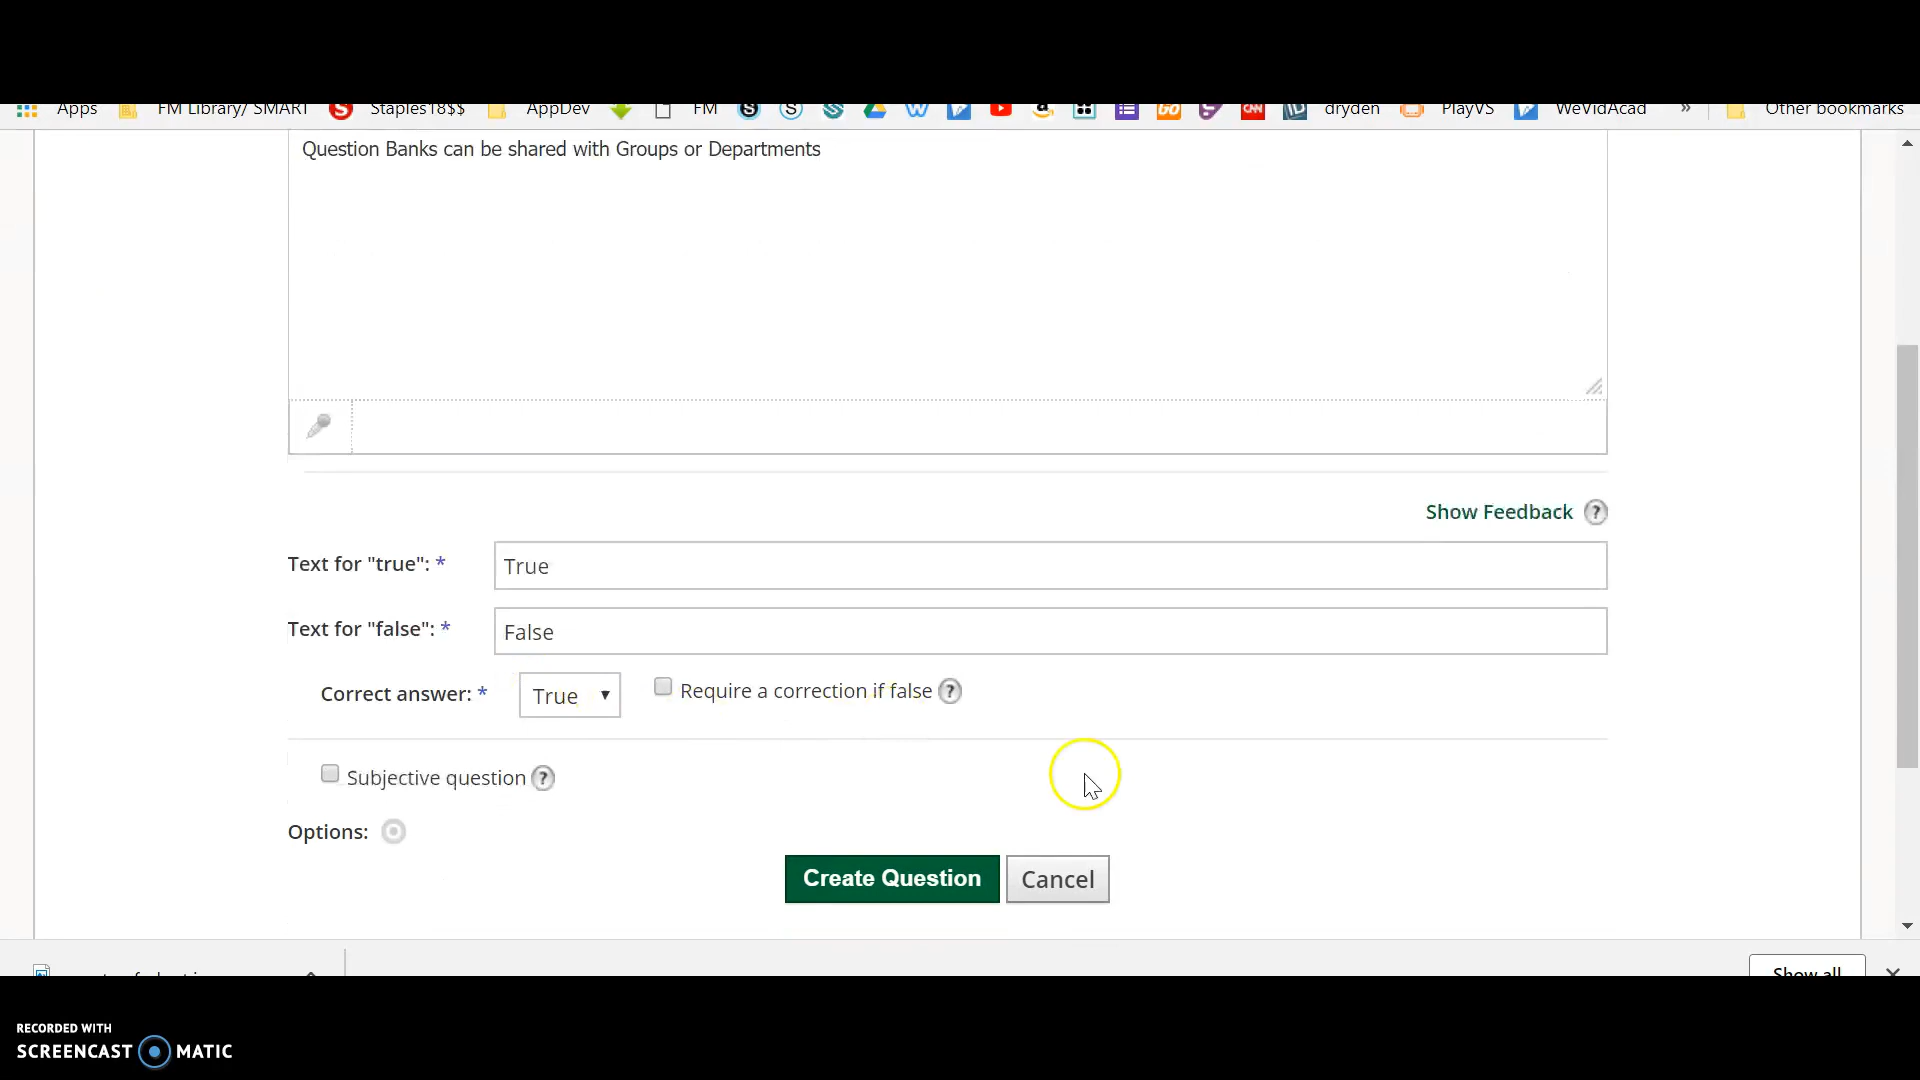 Apps FM Library/ SMART Staples18$$ AppDev FM dryden PlayVS WeVidAcad » Other bookmarks
Question Banks can be shared with Groups or Departments
Show Feedback ?
Text for "true": * True
Text for "false": * False
Correct answer: * True Require a correction if false ?
Subjective question ?
Options:
Create Question Cancel
Show all
RECORDED WITH
SCREENCAST MATIC